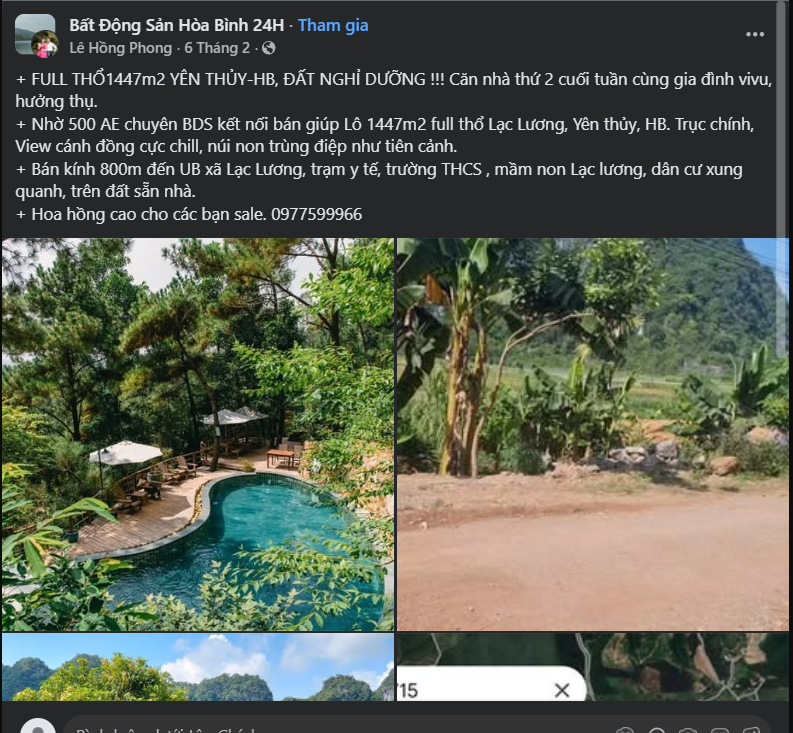 Bất Động Sản Hòa Bình 24H · Tham gia
Lê Hồng Phong · 6 Tháng 2 ·
+ FULL THỔ1447m2 YÊN THỦY-HB, ĐẤT NGHỈ DƯỠNG !!! Căn nhà thứ 2 cuối tuần cùng gia đình vivu,
hưởng thụ.
+ Nhờ 500 AE chuyên BDS kết nối bán giúp Lô 1447m2 full thổ Lạc Lương, Yên thủy, HB. Trục chính,
View cánh đồng cực chill, núi non trùng điệp như tiên cảnh.
+ Bán kính 800m đến UB xã Lạc Lương, trạm y tế, trường THCS , mầm non Lạc lương, dân cư xung
quanh, trên đất sẵn nhà.
+ Hoa hồng cao cho các bạn sale. 0977599966
15